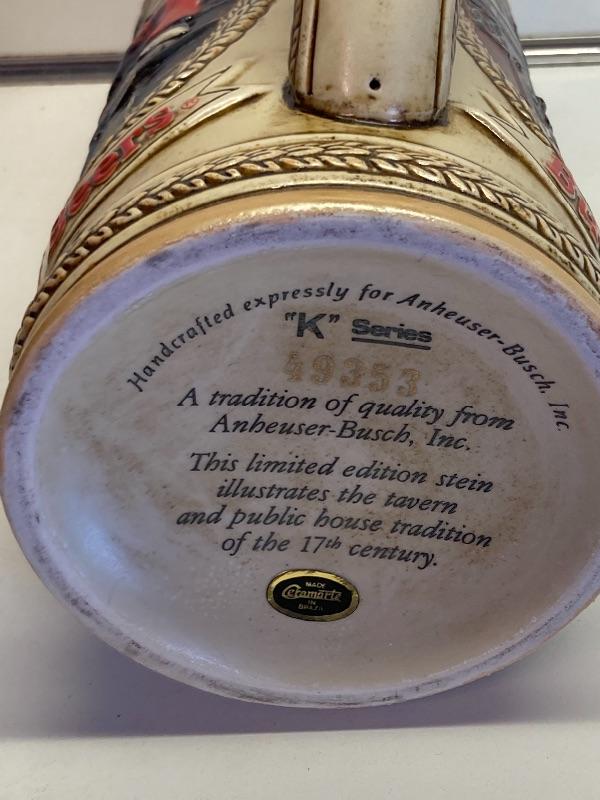 Beers ®
Handcrafted expressly for Anheuser-Busch, Inc.
"K" Series
49353
A tradition of quality from
Anheuser-Busch, Inc.
This limited edition stein
illustrates the tavern
and public house tradition
of the 17th century.
MADE
Ceramarte
IN
BRAZIL